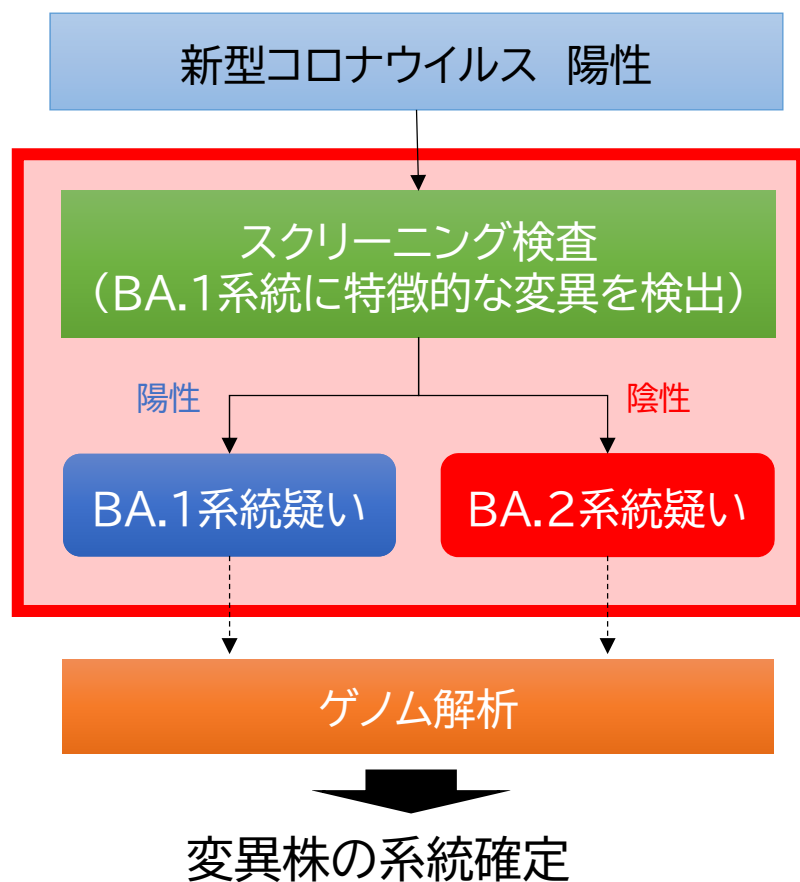 新型コロナウイルス　陽性
スクリーニング検査
（BA.1系統に特徴的な変異を検出）
陽性
陰性
BA.1系統疑い
BA.2系統疑い
ゲノム解析
変異株の系統確定